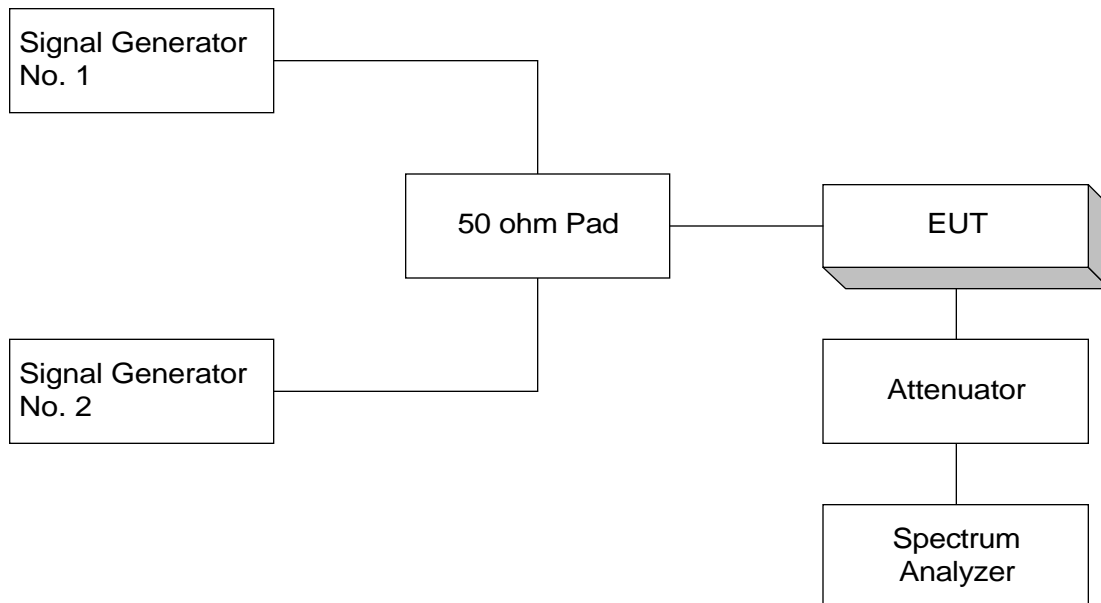 Signal Generator
No. 1
50 ohm Pad
EUT
Signal Generator
No. 2
Attenuator
Spectrum
Analyzer